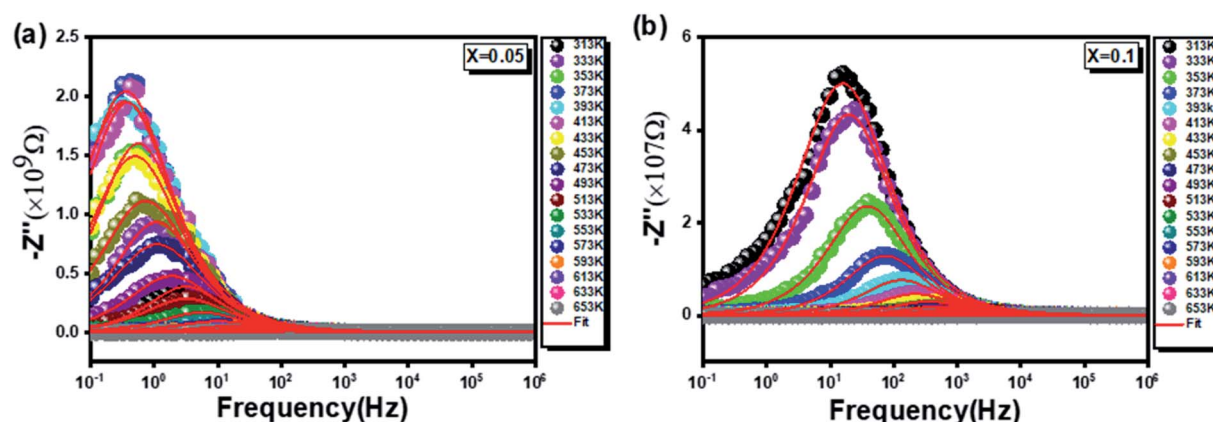 (a)
X=0.05
2.5
2.0
1.5
1.0
0.5
0.0
-Z"(×10⁹Ω)
10⁻¹ 10⁰ 10¹ 10² 10³ 10⁴ 10⁵ 10⁶
Frequency(Hz)
313K
333K
353K
373K
393K
413K
433K
453K
473K
493K
513K
533K
553K
573K
593K
613K
633K
653K
Fit
(b)
X=0.1
6
4
2
0
-Z"(×107Ω)
10⁻¹ 10⁰ 10¹ 10² 10³ 10⁴ 10⁵ 10⁶
Frequency(Hz)
313K
333K
353K
373K
393k
413K
433K
453K
473K
493K
513K
533K
553K
573K
593K
613K
633K
653K
Fit